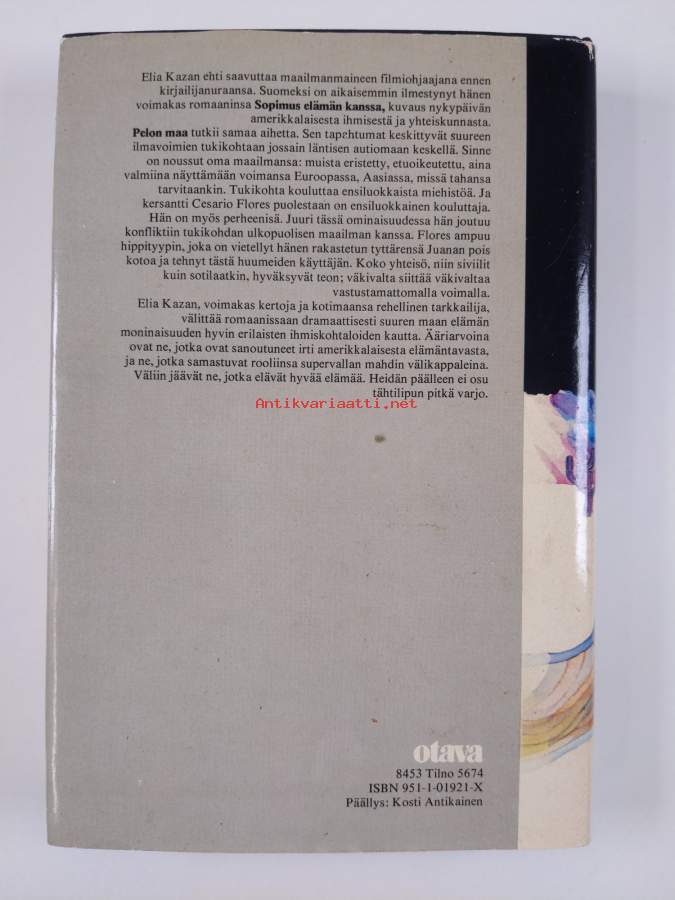 Elia Kazan ehti saavuttaa maailmanmaineen filmiohjaajana ennen
kirjailijanuraansa. Suomeksi on aikaisemmin ilmestynyt hänen
voimakas romaaninsa Sopimus elämän kanssa, kuvaus nykypäivän
amerikkalaisesta ihmisestä ja yhteiskunnasta.
Pelon maa tutkii samaa aihetta. Sen tapahtumat keskittyvät suureen
ilmavoimien tukikohtaan jossain läntisen autiomaan keskellä. Sinne
on noussut oma maailmansa: muista eristetty, etuoikeutettu, aina
valmiina näyttämään voimansa Euroopassa, Aasiassa, missä tahansa
tarvitaankin. Tukikohta kouluttaa ensiluokkaista miehistöä. Ja
kersantti Cesario Flores puolestaan on ensiluokkainen kouluttaja.
Hän on myös perheenisä. Juuri tässä ominaisuudessa hän joutuu
konfliktiin tukikohdan ulkopuolisen maailman kanssa. Flores ampuu
hippityypin, joka on vietellyt hänen rakastetun tyttärensä Juanan pois
kotoa ja tehnyt tästä huumeiden käyttäjän. Koko yhteisö, niin siviilit
kuin sotilaatkin, hyväksyvät teon; väkivalta siittää väkivaltaa
vastustamattomalla voimalla.
Elia Kazan, voimakas kertoja ja kotimaansa rehellinen tarkkailija,
välittää romaanissaan dramaattisesti suuren maan elämän
moninaisuuden hyvin erilaisten ihmiskohtaloiden kautta. Ääriarvoina
ovat ne, jotka ovat sanoutuneet irti amerikkalaisesta elämäntavasta,
ja ne, jotka samastuvat rooliinsa supervallan mahdin välikappaleina.
Väliin jäävät ne, jotka elävät hyvää elämää. Heidän päälleen ei osu
tähtilipun pitkä varjo.
Antikvariaatti.net
otava
8453 Tilno 5674
ISBN 951-1-01921-X
Päällys: Kosti Antikainen